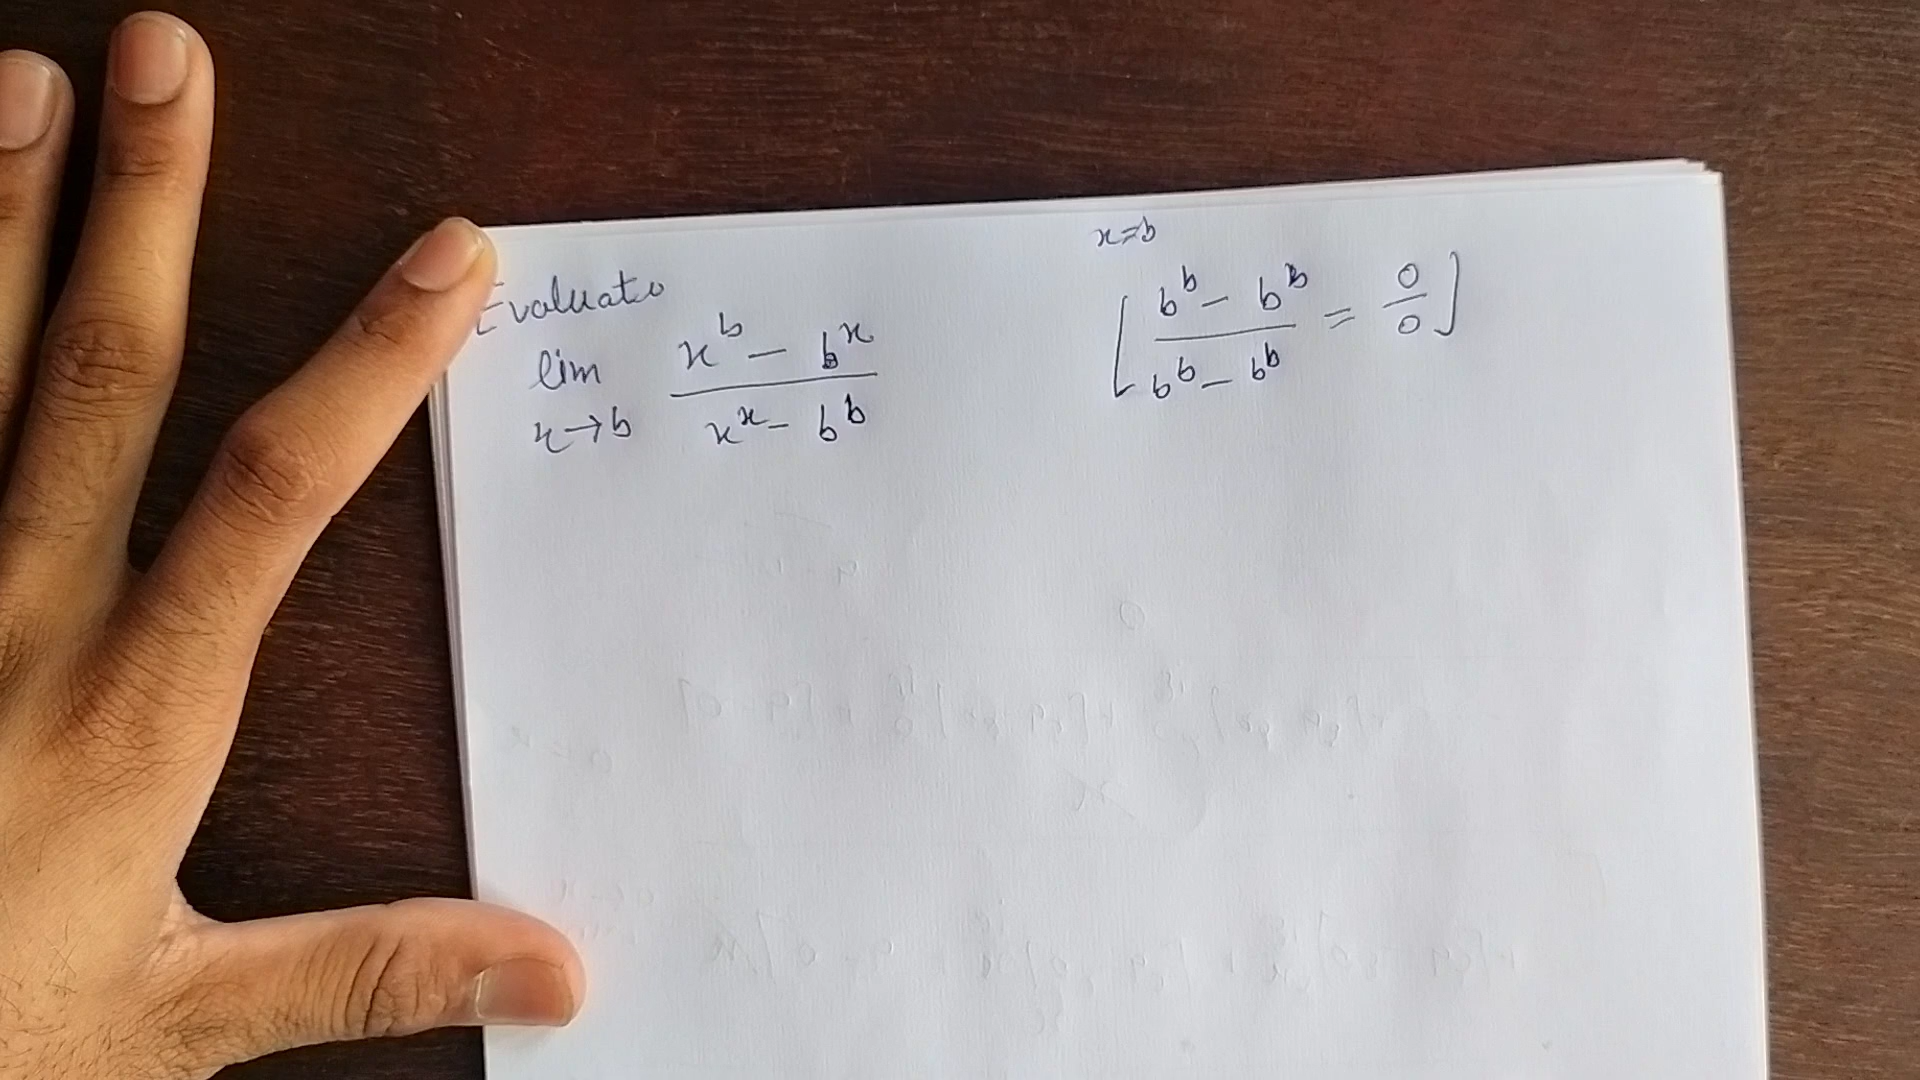 Evaluate
lim x→b (x^b - b^x) / (x^x - b^b)
x=b
[ (b^b - b^b) / (b^b - b^b) = 0/0 ]